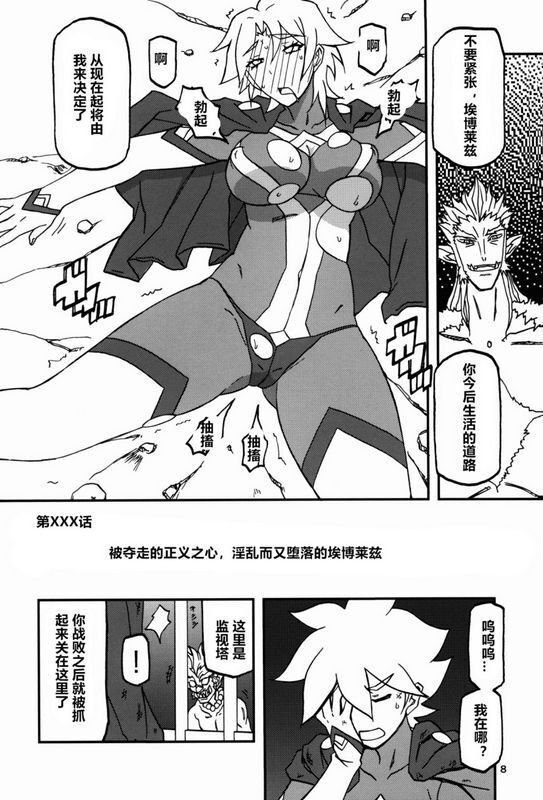 不要紧张，
埃博莱兹
你今后生活的道路
从现在起将由
我来决定了
啊
啊
勃起
勃起
抽搐
抽搐
第XXX话
被夺走的正义之心，淫乱而又堕落的埃博莱兹
呜呜呜…
我在哪？
这里是
监视塔
！
你战败之后就被抓
起来关在这里了
8